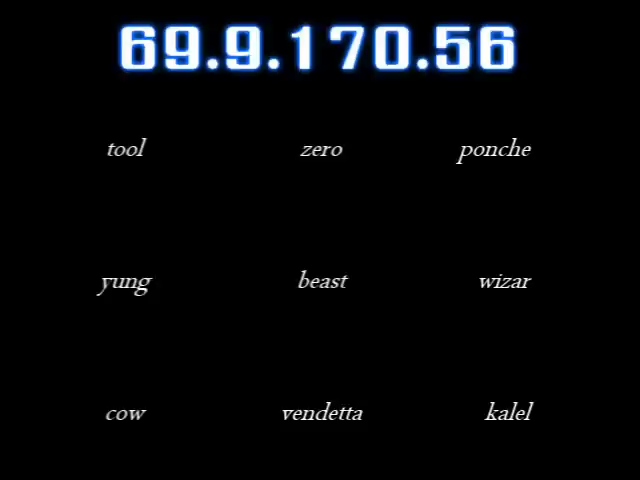 69.9.170.56
tool zero ponche
yung beast wizar
cow vendetta kalel